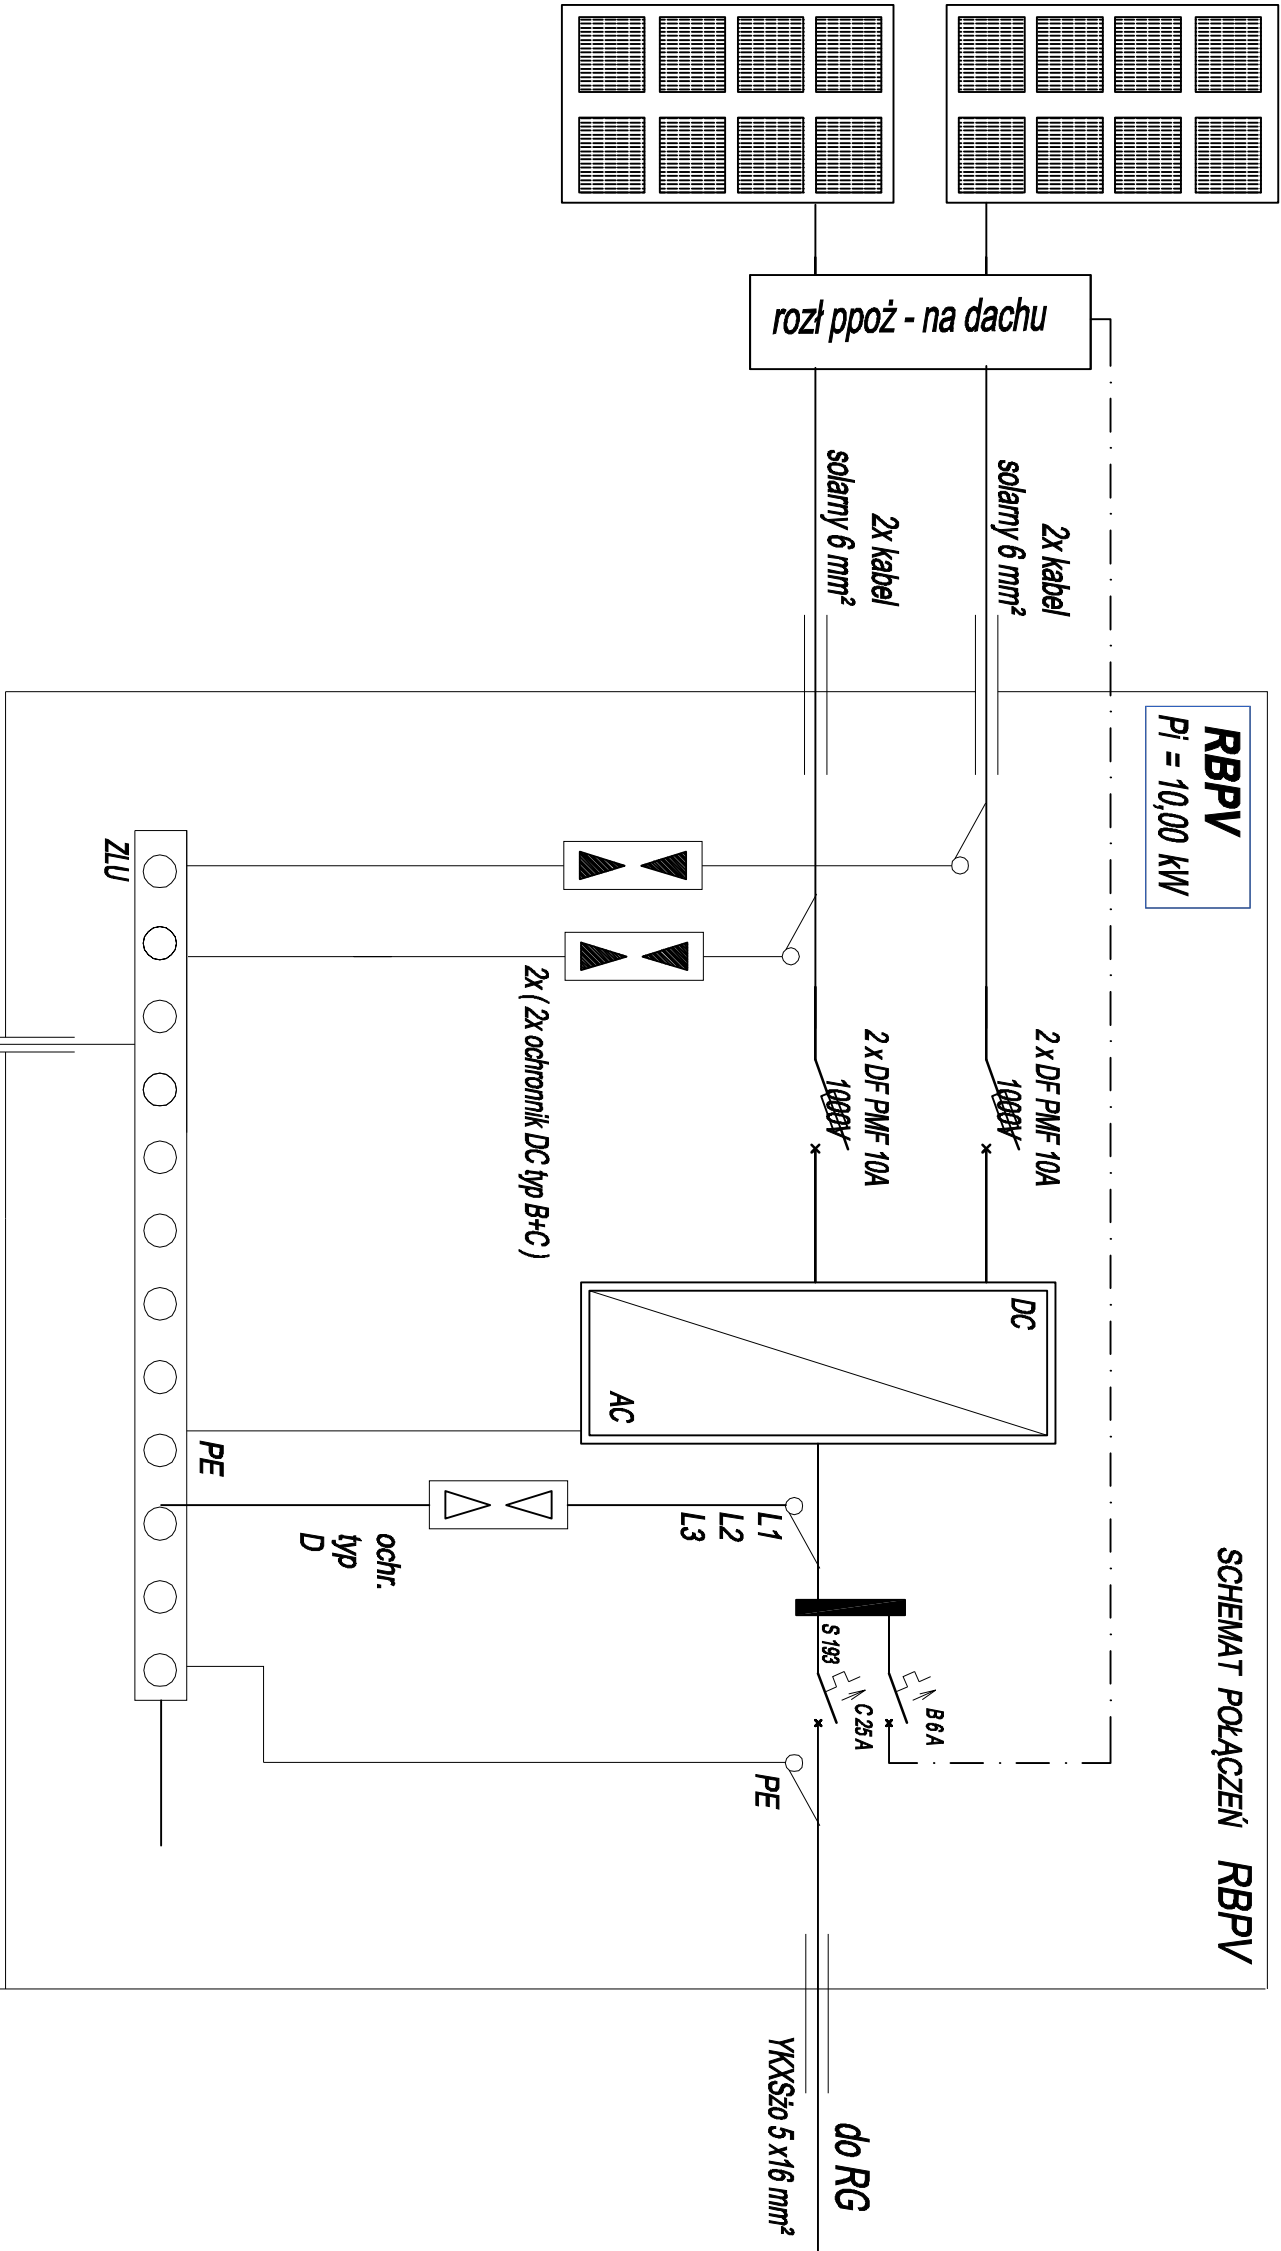 SCHEMAT POŁĄCZEŃ RBPV
RBPV
Pi = 10,00 kW
rozł ppoż - na dachu
2x kabel
solarny 6 mm²
2x kabel
solarny 6 mm²
2 x DF PMF 10A
1000V
2 x DF PMF 10A
1000V
DC
AC
B 6 A
C 25 A
S 193
L1
L2
L3
PE
do RG
YKXSżo 5 x16 mm²
2x ( 2x ochronnik DC typ B+C )
ochr.
typ
D
PE
ZLU